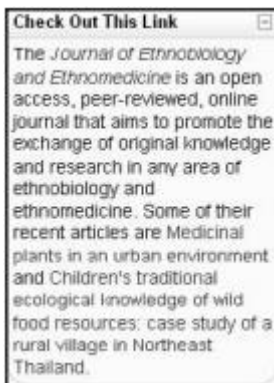 Check Out This Link
The Journal of Ethnobiology
and Ethnomedicine is an open
access, peer-reviewed, online
journal that aims to promote the
exchange of original knowledge
and research in any area of
ethnobiology and
ethnomedicine. Some of their
recent articles are Medicinal
plants in an urban environment
and Children's traditional
ecological knowledge of wild
food resources: case study of a
rural village in Northeast
Thailand.